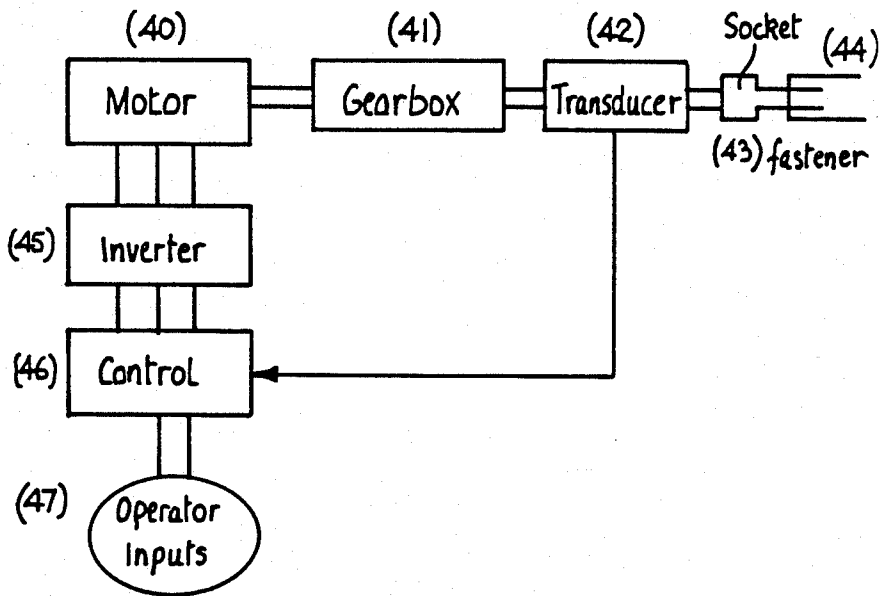 (40)
(41)
(42)
Socket
(44)
Motor
Gearbox
Transducer
(43) fastener
(45)
Inverter
(46)
Control
(47)
Operator
Inputs